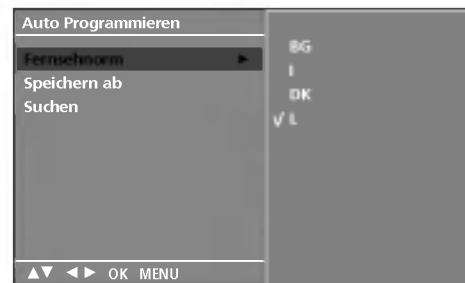 Auto Programmieren
Fernsehnorm ►
Speichern ab
Suchen
BG
I
DK
√ L
▲▼ ◄► OK MENU